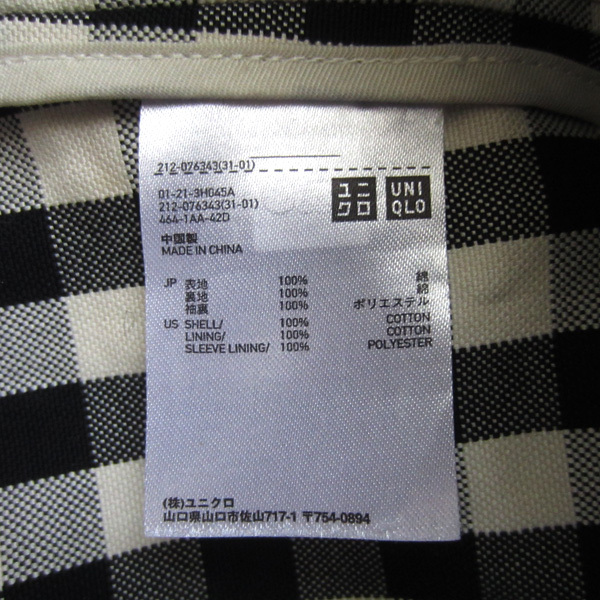 212-076343(31-01)
01-21-3H045A
212-076343(31-01)
464-1AA-42D
ユニクロ
UNIQLO
中国製
MADE IN CHINA
JP 表地 100% 綿
裏地 100% 綿
袖裏 100% ポリエステル
US SHELL/ 100% COTTON
LINING/ 100% COTTON
SLEEVE LINING/ 100% POLYESTER
(株)ユニクロ
山口県山口市佐山717-1 〒754-0894